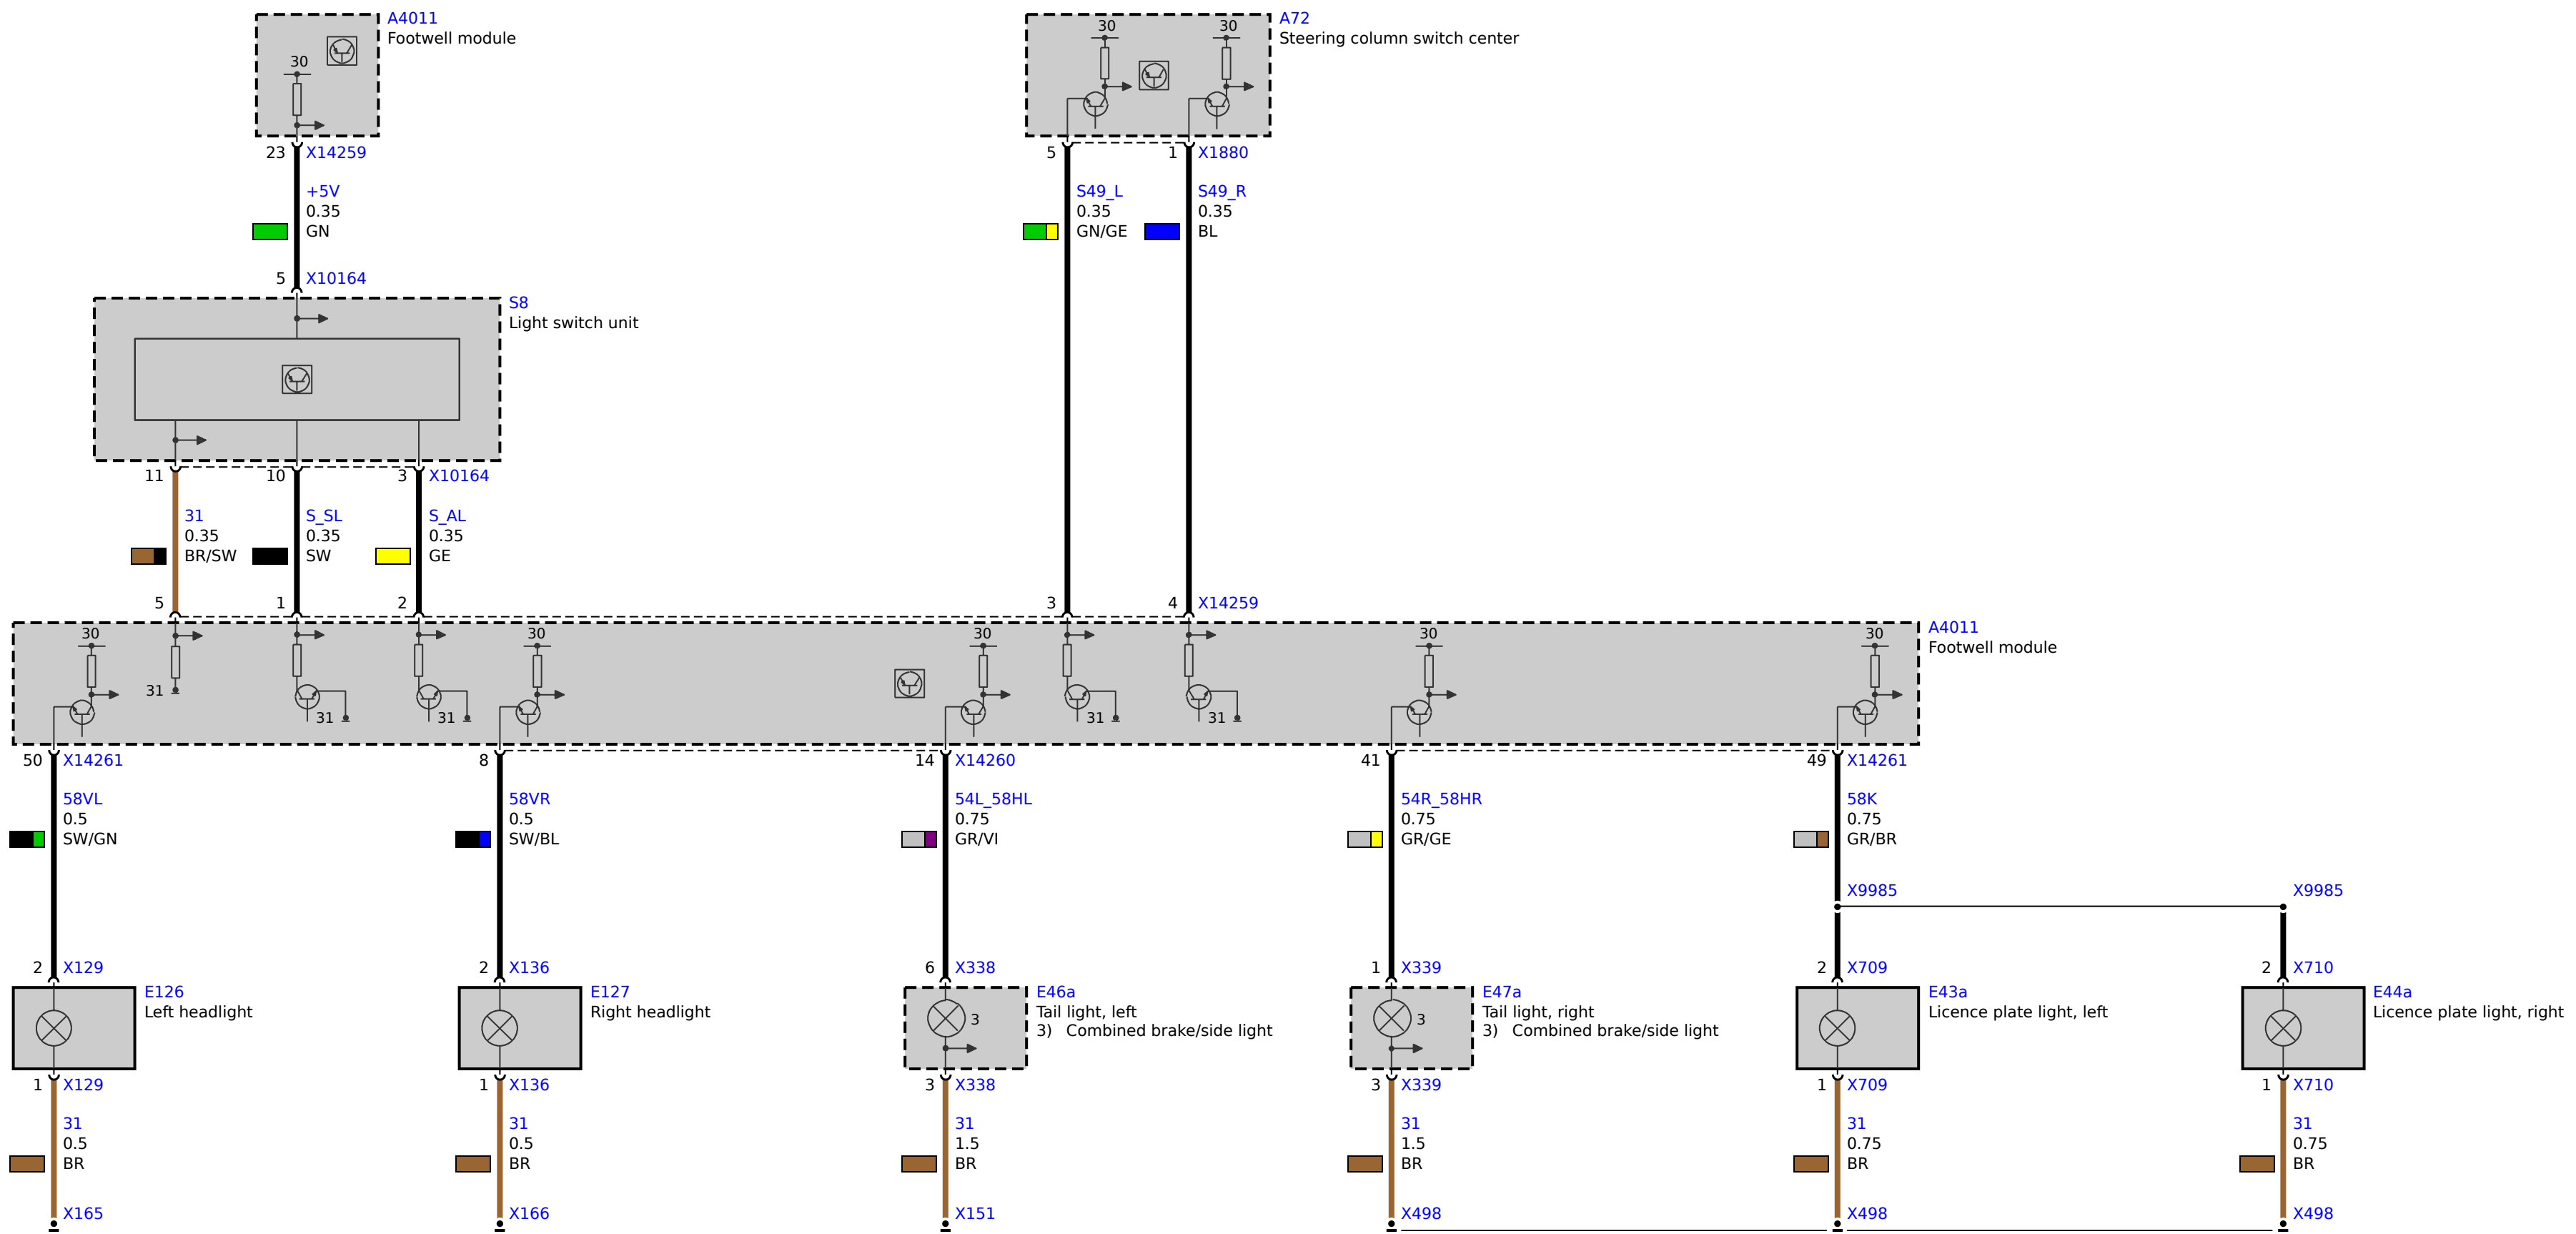 A4011
Footwell module
30
23 X14259
+5V
0.35
GN
5 X10164
A72
Steering column switch center
30 30
5 1 X1880
S49_L
0.35
GN/GE
S49_R
0.35
BL
S8
Light switch unit
11 10 3 X10164
31
0.35
BR/SW
S_SL
0.35
SW
S_AL
0.35
GE
5 1 2 3 4 X14259
A4011
Footwell module
30 30 30 30 30
31
31 31 31 31
50 X14261 8 14 X14260 41 49 X14261
58VL
0.5
SW/GN
58VR
0.5
SW/BL
54L_58HL
0.75
GR/VI
54R_58HR
0.75
GR/GE
58K
0.75
GR/BR
X9985 X9985
2 X129 2 X136 6 X338 1 X339 2 X709 2 X710
E126
Left headlight
E127
Right headlight
E46a
Tail light, left
3) Combined brake/side light
3
E47a
Tail light, right
3) Combined brake/side light
3
E43a
Licence plate light, left
E44a
Licence plate light, right
1 X129 1 X136 3 X338 3 X339 1 X709 1 X710
31
0.5
BR
31
0.5
BR
31
1.5
BR
31
1.5
BR
31
0.75
BR
31
0.75
BR
X165 X166 X151 X498 X498 X498